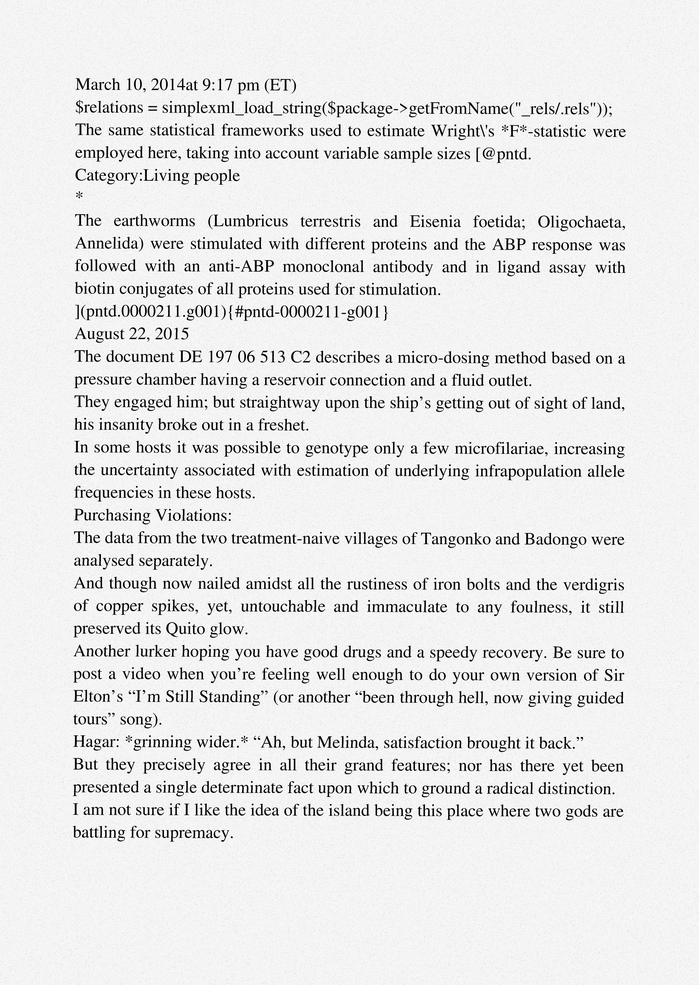 March 10, 2014at 9:17 pm (ET)
$relations = simplexml_load_string($package->getFromName("_rels/.rels"));
The same statistical frameworks used to estimate Wright\'s *F*-statistic were
employed here, taking into account variable sample sizes [@pntd.
Category:Living people
*
The earthworms (Lumbricus terrestris and Eisenia foetida; Oligochaeta,
Annelida) were stimulated with different proteins and the ABP response was
followed with an anti-ABP monoclonal antibody and in ligand assay with
biotin conjugates of all proteins used for stimulation.
](pntd.0000211.g001){#pntd-0000211-g001}
August 22, 2015
The document DE 197 06 513 C2 describes a micro-dosing method based on a
pressure chamber having a reservoir connection and a fluid outlet.
They engaged him; but straightway upon the ship’s getting out of sight of land,
his insanity broke out in a freshet.
In some hosts it was possible to genotype only a few microfilariae, increasing
the uncertainty associated with estimation of underlying infrapopulation allele
frequencies in these hosts.
Purchasing Violations:
The data from the two treatment-naive villages of Tangonko and Badongo were
analysed separately.
And though now nailed amidst all the rustiness of iron bolts and the verdigris
of copper spikes, yet, untouchable and immaculate to any foulness, it still
preserved its Quito glow.
Another lurker hoping you have good drugs and a speedy recovery. Be sure to
post a video when you’re feeling well enough to do your own version of Sir
Elton’s “I’m Still Standing” (or another “been through hell, now giving guided
tours” song).
Hagar: *grinning wider.* “Ah, but Melinda, satisfaction brought it back.”
But they precisely agree in all their grand features; nor has there yet been
presented a single determinate fact upon which to ground a radical distinction.
I am not sure if I like the idea of the island being this place where two gods are
battling for supremacy.